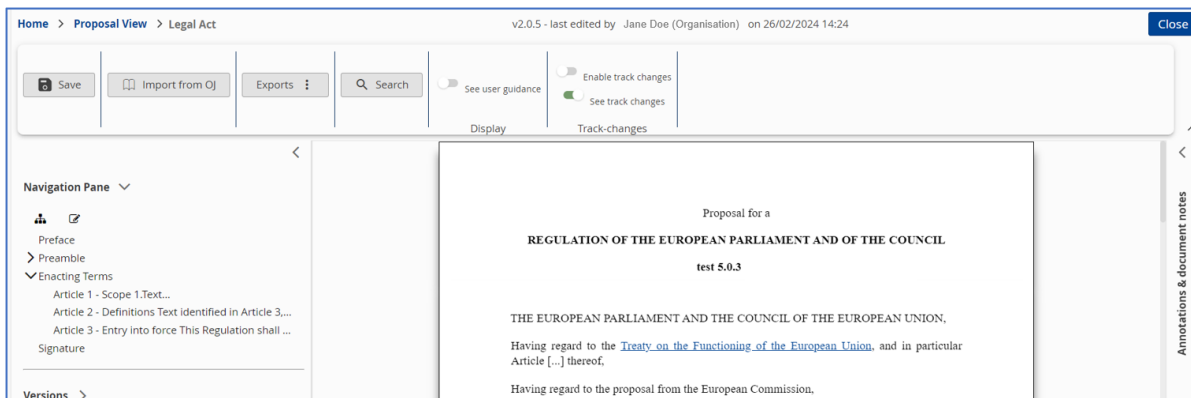 Home > Proposal View > Legal Act
v2.0.5 - last edited by Jane Doe (Organisation) on 26/02/2024 14:24
Close
Save
Import from OJ
Exports
Search
See user guidance
Display
Enable track changes
See track changes
Track-changes
Navigation Pane
Preface
Preamble
Enacting Terms
Article 1 - Scope 1.Text...
Article 2 - Definitions Text identified in Article 3,...
Article 3 - Entry into force This Regulation shall ...
Signature
Versions
Proposal for a
REGULATION OF THE EUROPEAN PARLIAMENT AND OF THE COUNCIL
test 5.0.3
THE EUROPEAN PARLIAMENT AND THE COUNCIL OF THE EUROPEAN UNION,
Having regard to the Treaty on the Functioning of the European Union, and in particular
Article [...] thereof,
Having regard to the proposal from the European Commission,
Annotations & document notes